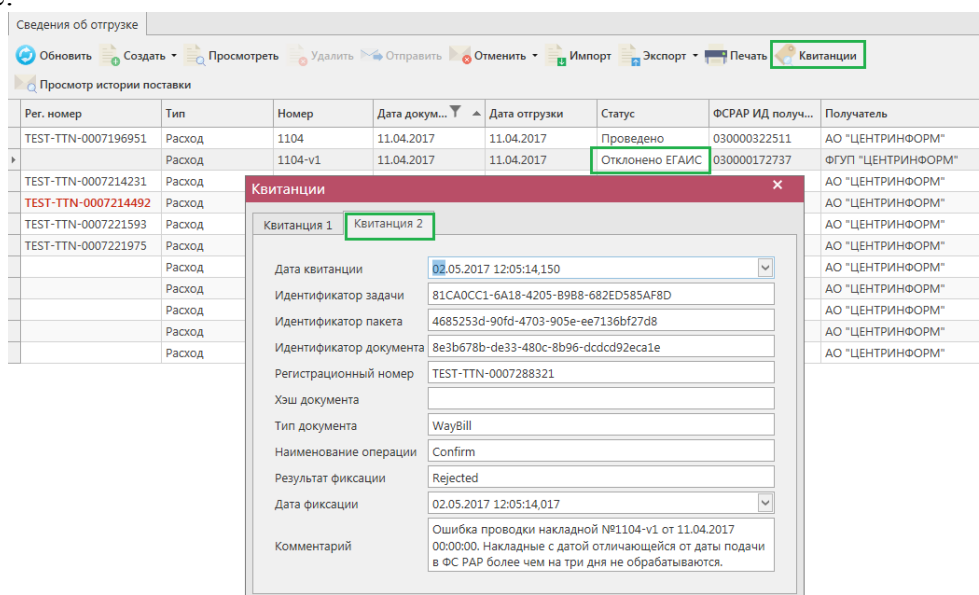 Сведения об отгрузке
Обновить Создать Просмотреть Удалить Отправить Отменить Импорт Экспорт Печать Квитанции
Просмотр истории поставки
Рег. номер Тип Номер Дата докум... Дата отгрузки Статус ФСРАР ИД получ... Получатель
TEST-TTN-0007196951 Расход 1104 11.04.2017 11.04.2017 Проведено 030000322511 АО "ЦЕНТРИНФОРМ"
Расход 1104-v1 11.04.2017 11.04.2017 Отклонено ЕГАИС 030000172737 ФГУП "ЦЕНТРИНФОРМ"
TEST-TTN-0007214231 Расход АО "ЦЕНТРИНФОРМ"
TEST-TTN-0007214492 Расход АО "ЦЕНТРИНФОРМ"
TEST-TTN-0007221593 Расход АО "ЦЕНТРИНФОРМ"
TEST-TTN-0007221975 Расход АО "ЦЕНТРИНФОРМ"
Расход АО "ЦЕНТРИНФОРМ"
Расход АО "ЦЕНТРИНФОРМ"
Расход АО "ЦЕНТРИНФОРМ"
Расход АО "ЦЕНТРИНФОРМ"
Расход АО "ЦЕНТРИНФОРМ"
Квитанции
Квитанция 1 Квитанция 2
Дата квитанции 02.05.2017 12:05:14,150
Идентификатор задачи 81CA0CC1-6A18-4205-B9B8-682ED585AF8D
Идентификатор пакета 4685253d-90fd-4703-905e-ee7136bf27d8
Идентификатор документа 8e3b678b-de33-480c-8b96-dcdcd92eca1e
Регистрационный номер TEST-TTN-0007288321
Хэш документа
Тип документа WayBill
Наименование операции Confirm
Результат фиксации Rejected
Дата фиксации 02.05.2017 12:05:14,017
Комментарий
Ошибка проводки накладной №1104-v1 от 11.04.2017
00:00:00. Накладные с датой отличающейся от даты подачи
в ФС РАР более чем на три дня не обрабатываются.